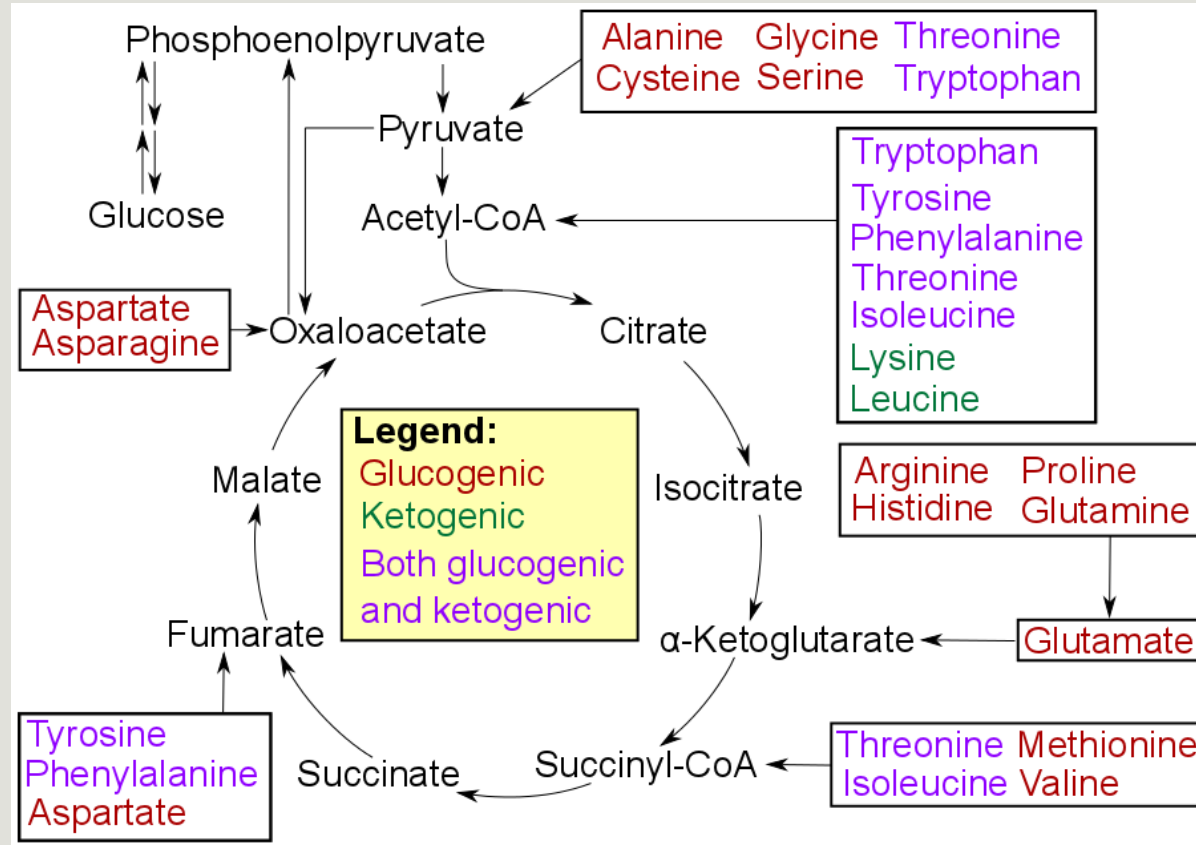 Phosphoenolpyruvate
Alanine Glycine Threonine
Cysteine Serine Tryptophan
Pyruvate
Tryptophan
Tyrosine
Phenylalanine
Threonine
Isoleucine
Lysine
Leucine
Glucose
Acetyl-CoA
Aspartate
Asparagine
Oxaloacetate
Citrate
Legend:
Glucogenic
Ketogenic
Both glucogenic
and ketogenic
Malate
Isocitrate
Arginine Proline
Histidine Glutamine
Fumarate
α-Ketoglutarate
Glutamate
Tyrosine
Phenylalanine
Aspartate
Succinate
Succinyl-CoA
Threonine Methionine
Isoleucine Valine